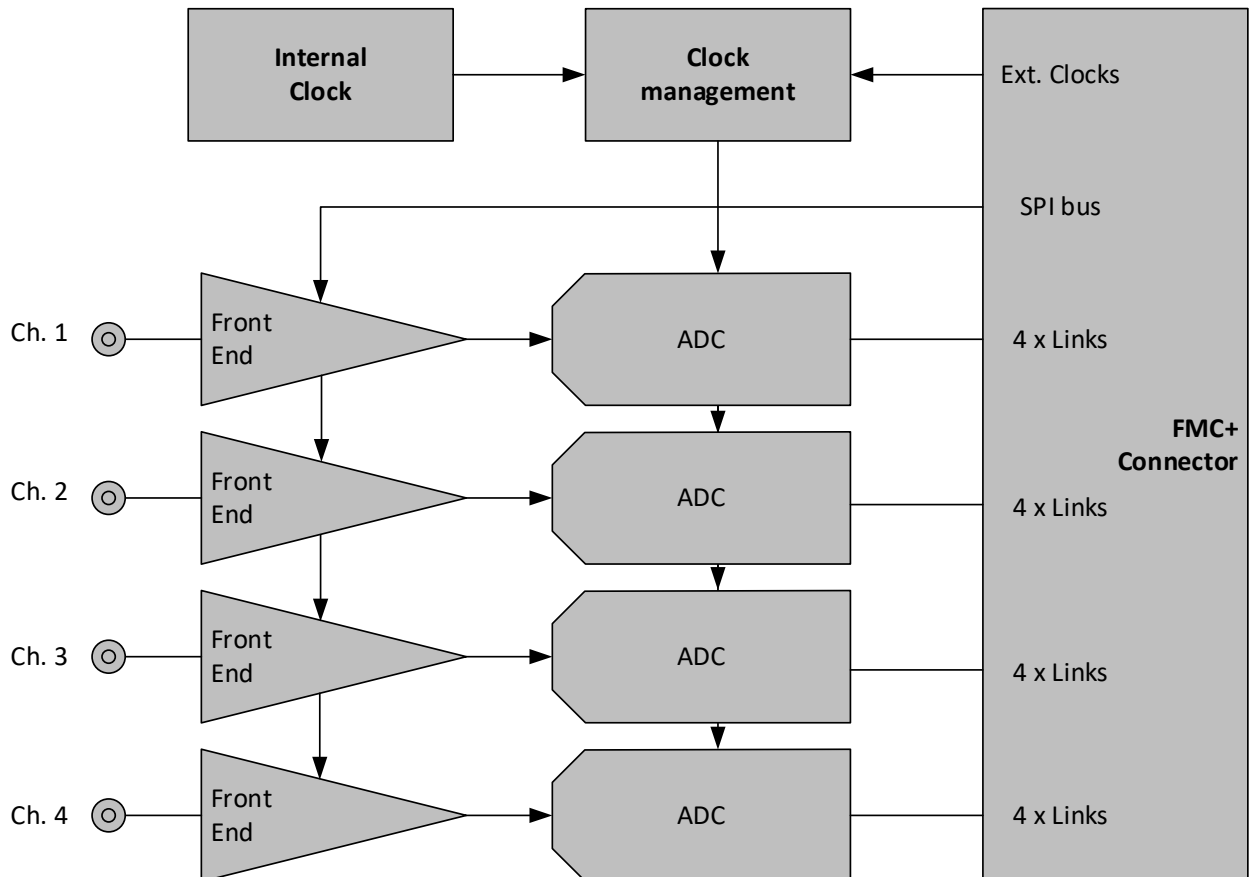 Internal
Clock
Clock
management
Ext. Clocks
SPI bus
Ch. 1
Front
End
ADC
4 x Links
FMC+
Connector
Ch. 2
Front
End
ADC
4 x Links
Ch. 3
Front
End
ADC
4 x Links
Ch. 4
Front
End
ADC
4 x Links